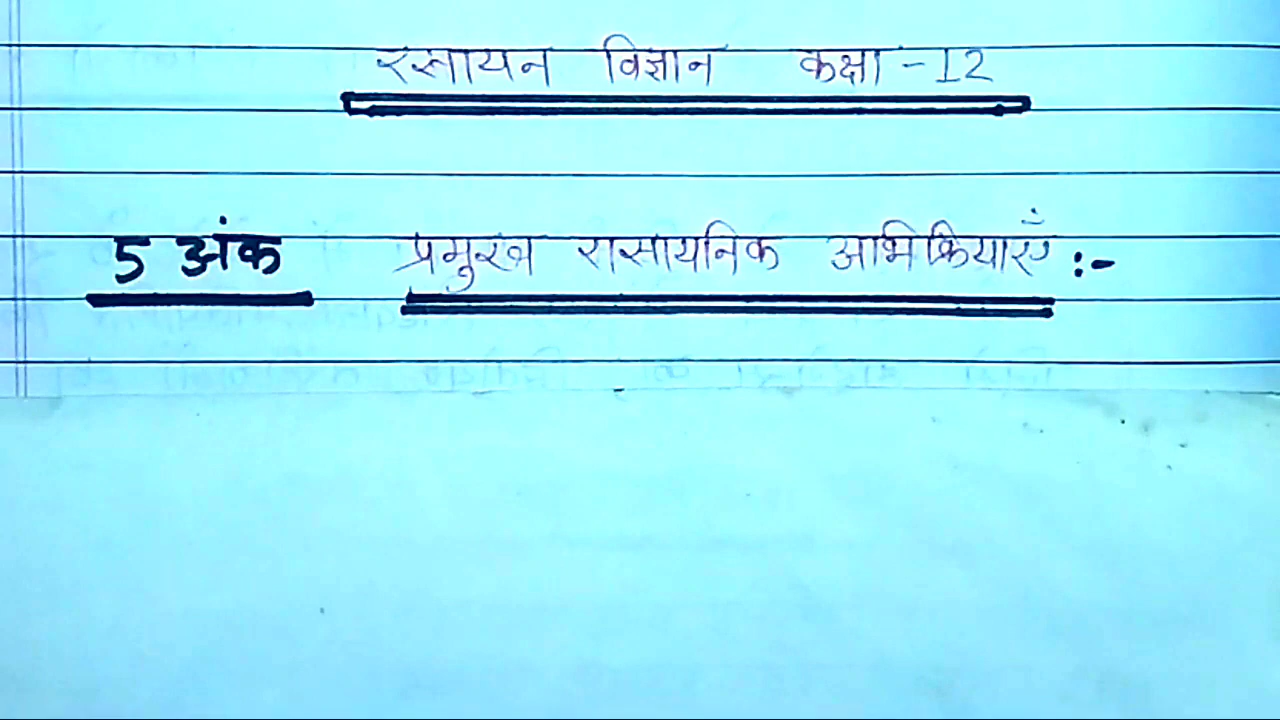 रसायन विज्ञान कक्षा -12
5 अंक प्रमुख रासायनिक अभिक्रियाएँ :-